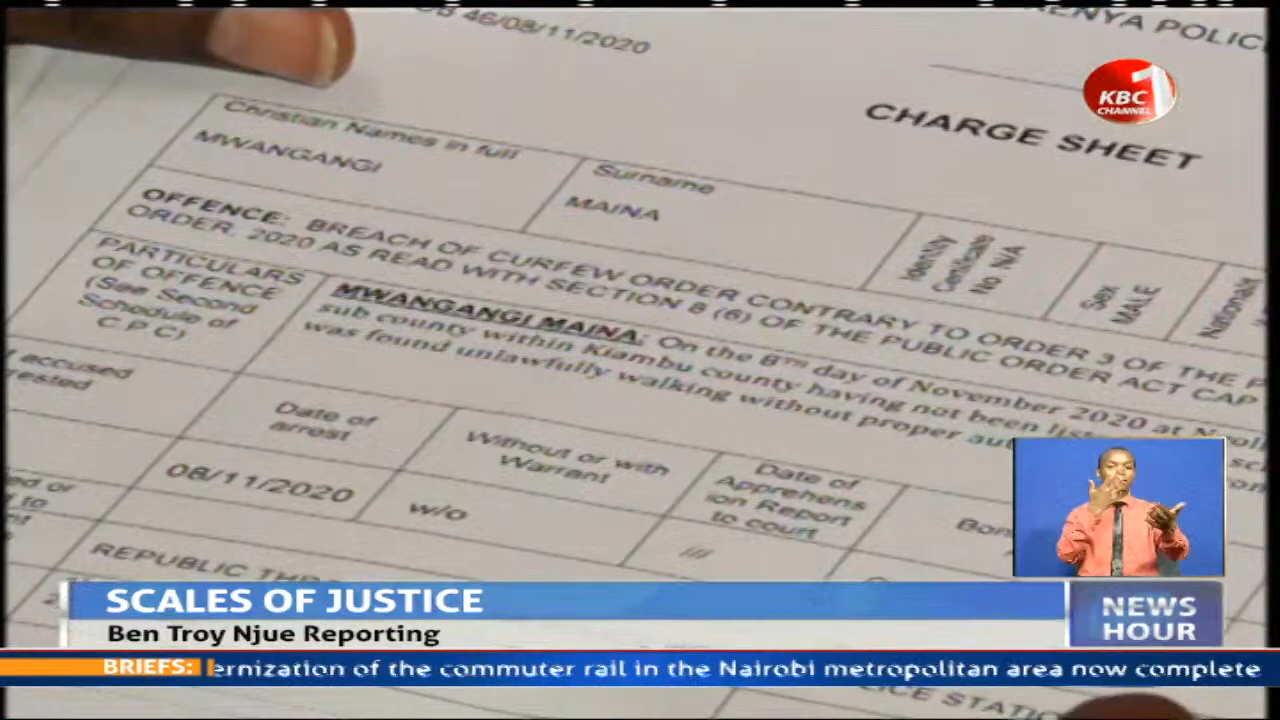 OB 46/08/11/2020
KENYA POLICE
KBC 1
CHANNEL
CHARGE SHEET
Christian Names in full
MWANGANGI
Surname
MAINA
Identity
Certificate
No N/A
Sex
MALE
OFFENCE: BREACH OF CURFEW ORDER CONTRARY TO ORDER 3 OF THE P
ORDER, 2020 AS READ WITH SECTION 8 (6) OF THE PUBLIC ORDER ACT CAP
PARTICULARS
OF OFFENCE
(See Second
Schedule of
C P C)
MWANGANGI MAINA: On the 8TH day of November 2020 at
sub county within Kiambu county having not been
was found unlawfully walking without proper
accused
Date of
arrest
08/11/2020
Without or with
Warrant
w/o
Date of
Apprehens
ion Report
to court
///
REPUBLIC
SCALES OF JUSTICE
Ben Troy Njue Reporting
NEWS
HOUR
BRIEFS: ernization of the commuter rail in the Nairobi metropolitan area now complete